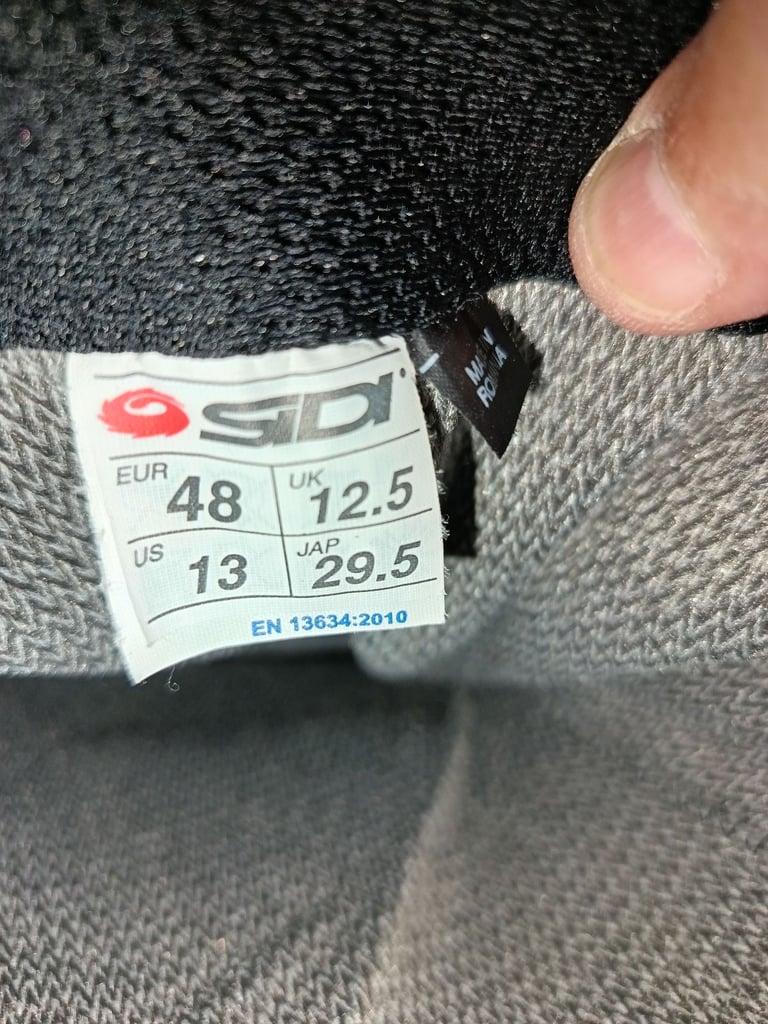 SIDI
EUR 48 UK 12.5
US 13 JAP 29.5
EN 13634:2010